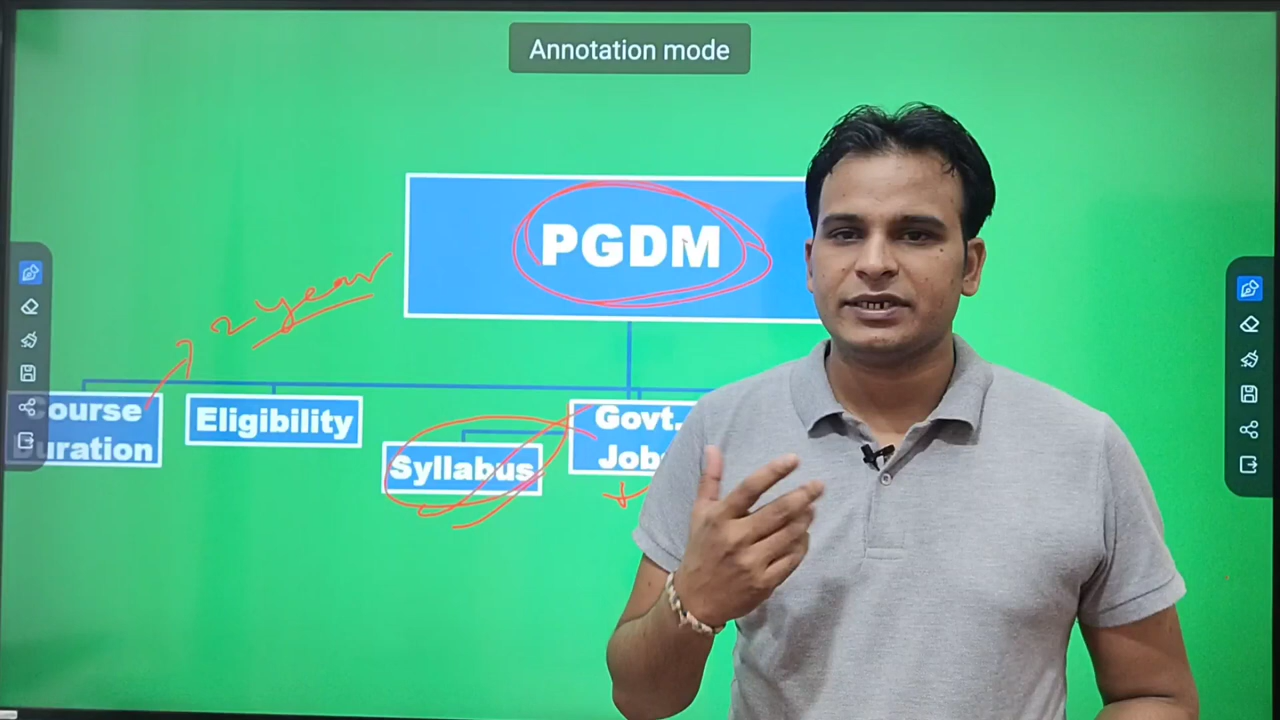 Annotation mode
PGDM
2 year
ourse
uration
Eligibility
Syllabus
Govt.
Job